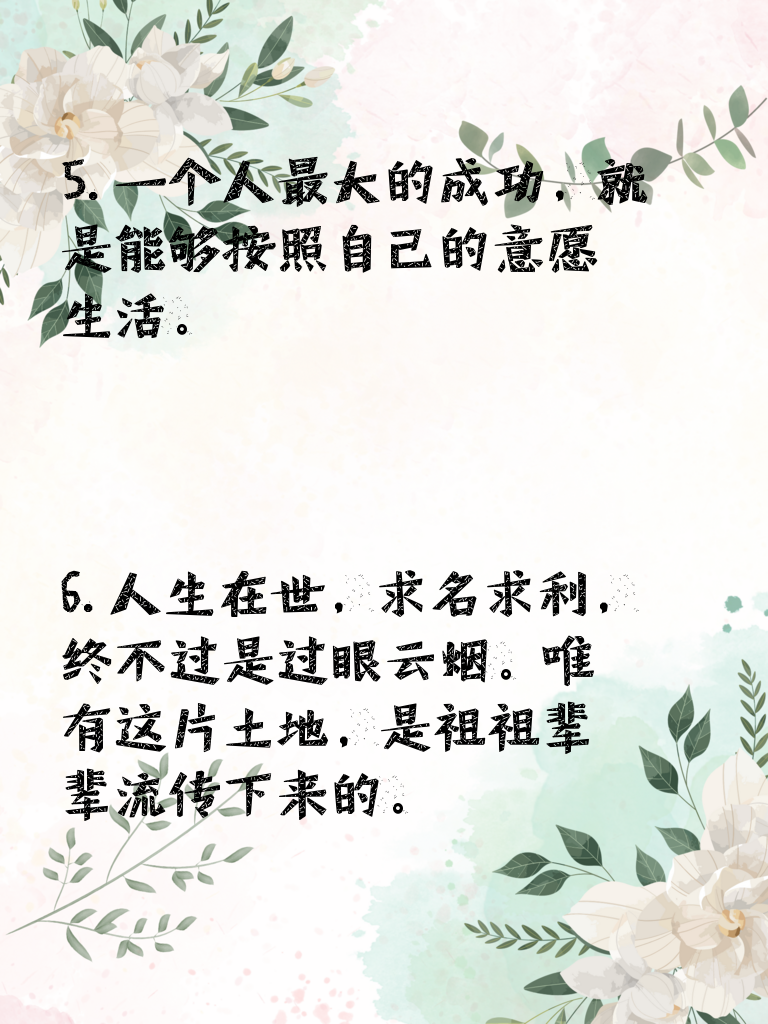 5. 一个人最大的成功，就
是能够按照自己的意愿
生活。
6. 人生在世，求名求利，
终不过是过眼云烟。唯
有这片土地，是祖祖辈
辈流传下来的。